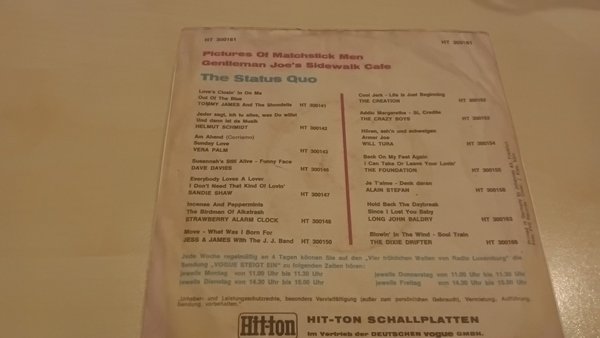 HT 300161
HT 300161
Pictures Of Matchstick Men
Gentleman Joe's Sidewalk Cafe
The Status Quo
Love's Closin' In On Me
Out Of The Blue
TOMMY JAMES And The Shondells HT 300141
Jeder sagt, ich tu alles, was Du willst
Und dann ist da Musik
HELMUT SCHMIDT HT 300142
Am Abend (Corriamo)
Sunday Love
VERA PALM HT 300143
Susannah's Still Alive - Funny Face
DAVE DAVIES HT 300146
Everybody Loves A Lover
I Don't Need That Kind Of Lovin'
SANDIE SHAW HT 300147
Incense And Peppermints
The Birdman Of Alkatrash
STRAWBERRY ALARM CLOCK HT 300148
Move - What Was I Born For
JESS & JAMES With The J. J. Band HT 300150
Cool Jerk - Life Is Just Beginning
THE CREATION HT 300152
Addio Margaretha - St. Credite
THE CRAZY BOYS HT 300153
Hören, seh'n und schweigen
Armer Joe
WILL TURA HT 300154
Back On My Feet Again
I Can Take Or Leave Your Lovin'
THE FOUNDATION HT 300155
Je T'aime - Denk daran
ALAIN STEFAN HT 300156
Hold Back The Daybreak
Since I Lost You Baby
LONG JOHN BALDRY HT 300163
Blowin' In The Wind - Soul Train
THE DIXIE DRIFTER HT 300165
Jede Woche regelmäßig an 4 Tagen können Sie auf den „Vier fröhlichen Wellen von Radio Luxemburg" die
Sendung „VOGUE STEIGT EIN" zu folgenden Zeiten hören:
jeweils Montag von 11.00 Uhr bis 11.30 Uhr
jeweils Dienstag von 14.30 Uhr bis 15.00 Uhr
jeweils Donnerstag von 11.00 Uhr bis 11.30 Uhr
jeweils Freitag von 14.30 Uhr bis 15.00 Uhr
Urheber- und Leistungsschutzrechte, besonders Vervielfältigung (außer zum persönlichen Gebrauch), Vermietung, Aufführung,
Sendung, vorbehalten.
Hit-ton
HIT-TON SCHALLPLATTEN
Im Vertrieb der DEUTSCHEN vogue GMBH.